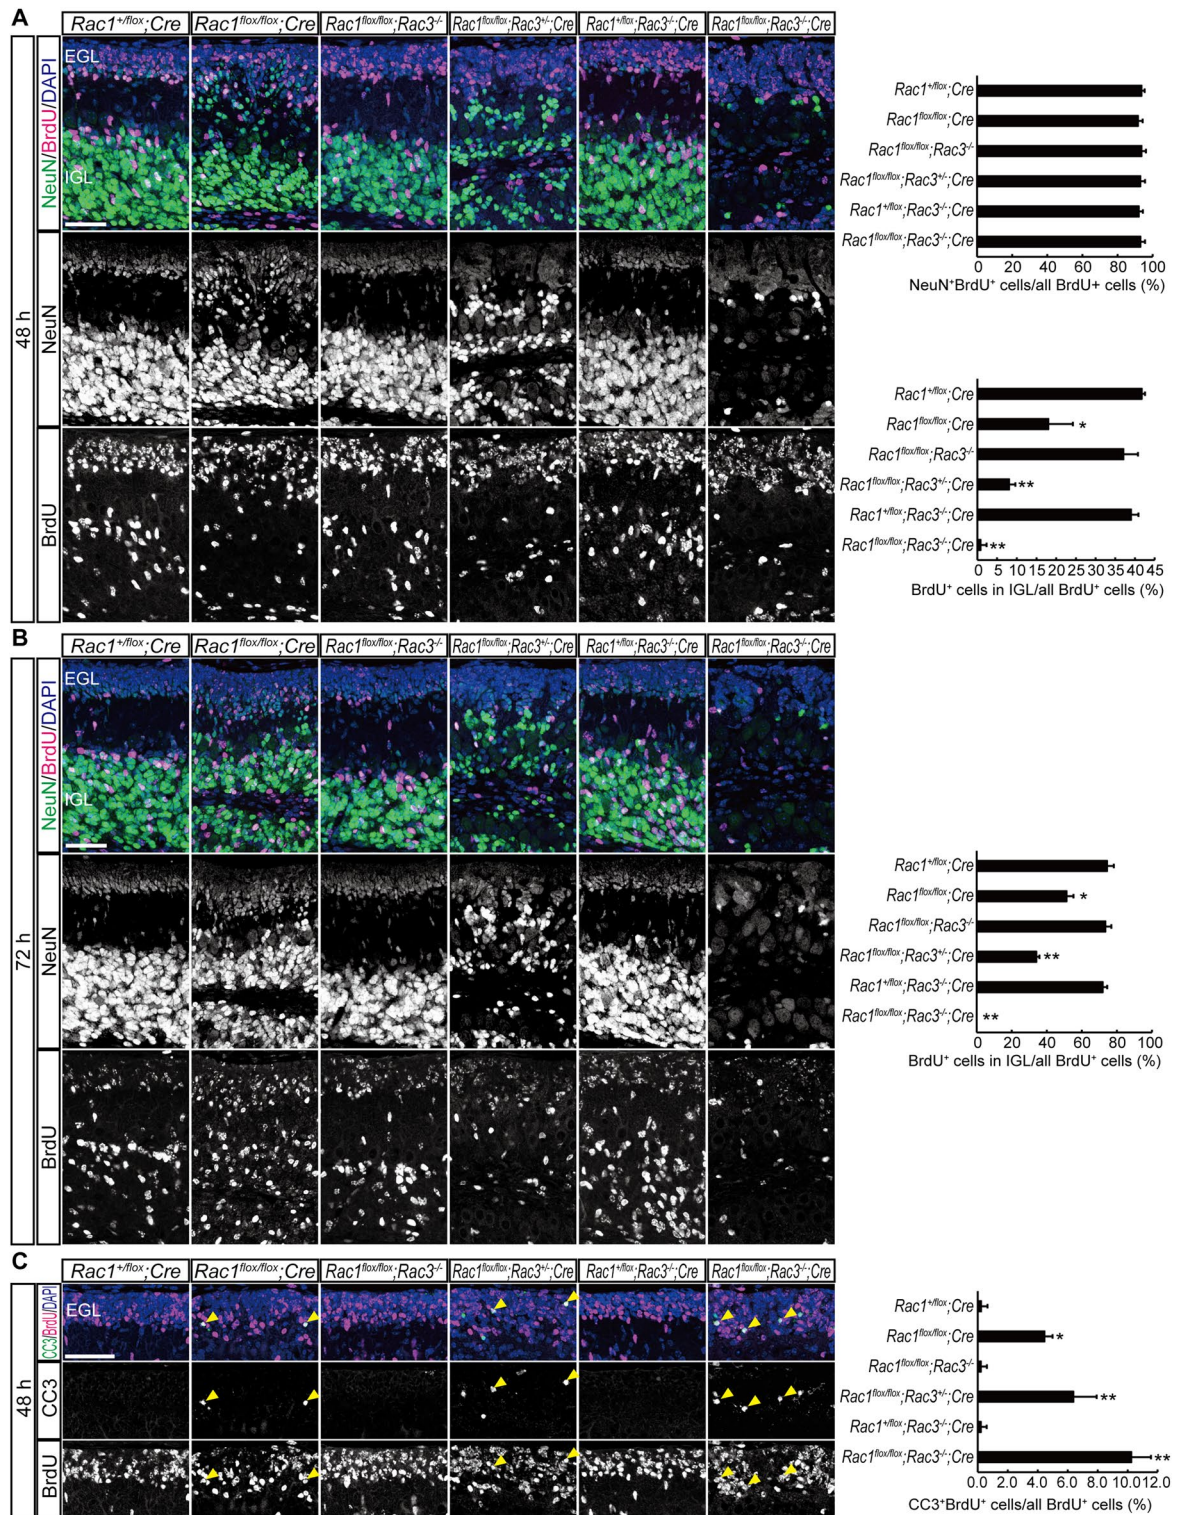 A
Rac1+/flox;Cre
Rac1flox/flox;Cre
Rac1flox/flox;Rac3-/-
Rac1flox/flox;Rac3+/-;Cre
Rac1+/flox;Rac3-/-;Cre
Rac1flox/flox;Rac3-/-;Cre
48 h
NeuN/BrdU/DAPI
EGL
IGL
NeuN
BrdU
Rac1+/flox;Cre
Rac1flox/flox;Cre
Rac1flox/flox;Rac3-/-
Rac1flox/flox;Rac3+/-;Cre
Rac1+/flox;Rac3-/-;Cre
Rac1flox/flox;Rac3-/-;Cre
0 20 40 60 80 100
NeuN+BrdU+ cells/all BrdU+ cells (%)
Rac1+/flox;Cre
Rac1flox/flox;Cre *
Rac1flox/flox;Rac3-/-
Rac1flox/flox;Rac3+/-;Cre **
Rac1+/flox;Rac3-/-;Cre
Rac1flox/flox;Rac3-/-;Cre **
0 5 10 15 20 25 30 35 40 45
BrdU+ cells in IGL/all BrdU+ cells (%)
B
Rac1+/flox;Cre
Rac1flox/flox;Cre
Rac1flox/flox;Rac3-/-
Rac1flox/flox;Rac3+/-;Cre
Rac1+/flox;Rac3-/-;Cre
Rac1flox/flox;Rac3-/-;Cre
72 h
NeuN/BrdU/DAPI
EGL
IGL
NeuN
BrdU
Rac1+/flox;Cre
Rac1flox/flox;Cre *
Rac1flox/flox;Rac3-/-
Rac1flox/flox;Rac3+/-;Cre **
Rac1+/flox;Rac3-/-;Cre
Rac1flox/flox;Rac3-/-;Cre **
0 20 40 60 80 100
BrdU+ cells in IGL/all BrdU+ cells (%)
C
Rac1+/flox;Cre
Rac1flox/flox;Cre
Rac1flox/flox;Rac3-/-
Rac1flox/flox;Rac3+/-;Cre
Rac1+/flox;Rac3-/-;Cre
Rac1flox/flox;Rac3-/-;Cre
48 h
CC3/BrdU/DAPI
EGL
CC3
BrdU
Rac1+/flox;Cre
Rac1flox/flox;Cre *
Rac1flox/flox;Rac3-/-
Rac1flox/flox;Rac3+/-;Cre **
Rac1+/flox;Rac3-/-;Cre
Rac1flox/flox;Rac3-/-;Cre **
0.0 2.0 4.0 6.0 8.0 10.0 12.0
CC3+BrdU+ cells/all BrdU+ cells (%)